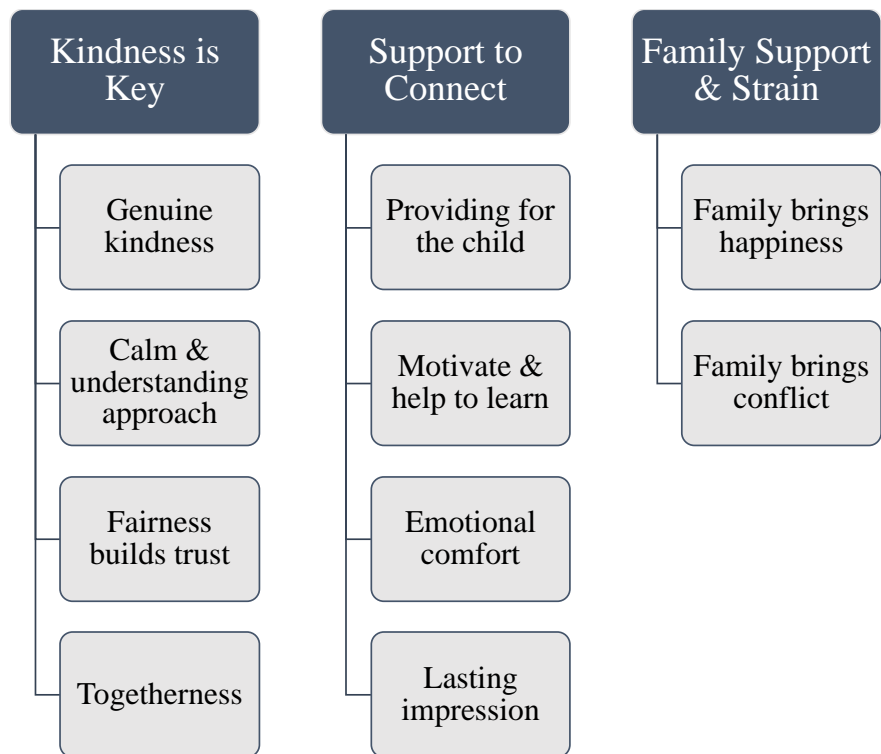 Kindness is
Key
Genuine
kindness
Calm &
understanding
approach
Fairness
builds trust
Togetherness
Support to
Connect
Providing for
the child
Motivate &
help to learn
Emotional
comfort
Lasting
impression
Family Support
& Strain
Family brings
happiness
Family brings
conflict